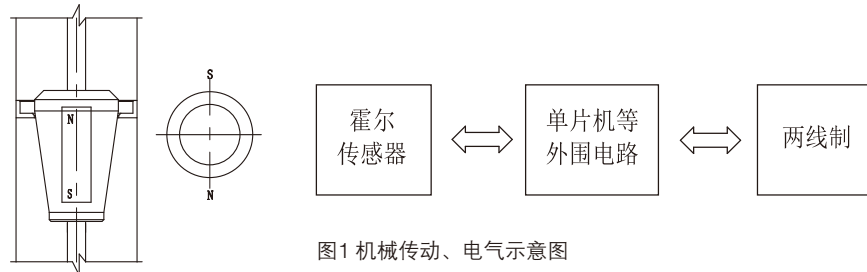 S
N
S
N
霍尔
传感器
单片机等
外围电路
两线制
图1 机械传动、电气示意图